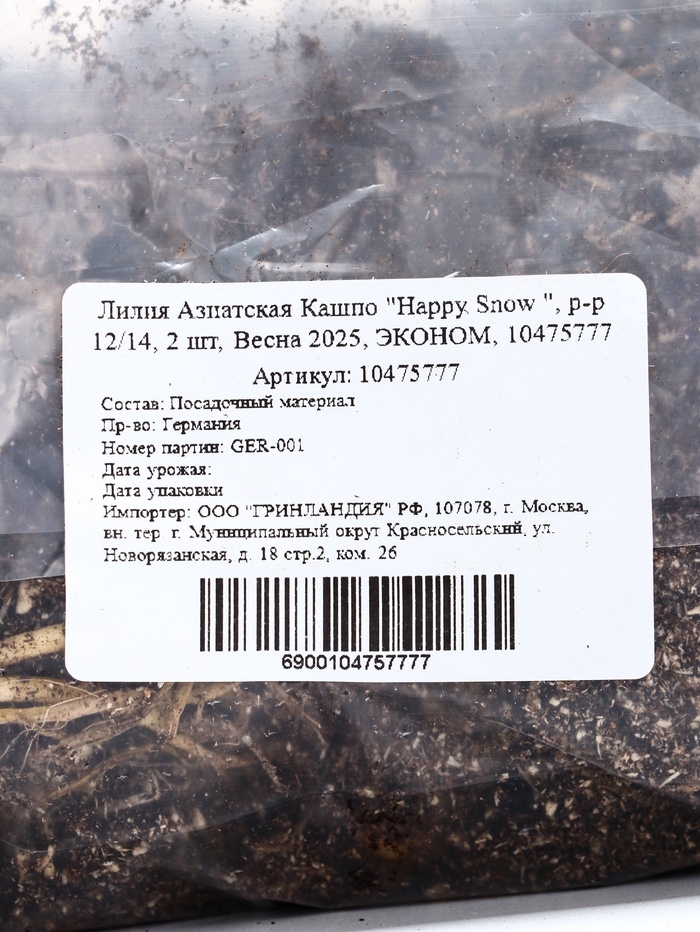 Лилия Азиатская Кашпо "Happy Snow ", р-р
12/14, 2 шт, Весна 2025, ЭКОНОМ, 10475777
Артикул: 10475777
Состав: Посадочный материал
Пр-во: Германия
Номер партии: GER-001
Дата урожая:
Дата упаковки
Импортер: ООО "ГРИНЛАНДИЯ" РФ, 107078, г. Москва,
вн. тер. г. Муниципальный округ Красносельский, ул.
Новорязанская, д. 18 стр.2, ком. 26
6900104757777